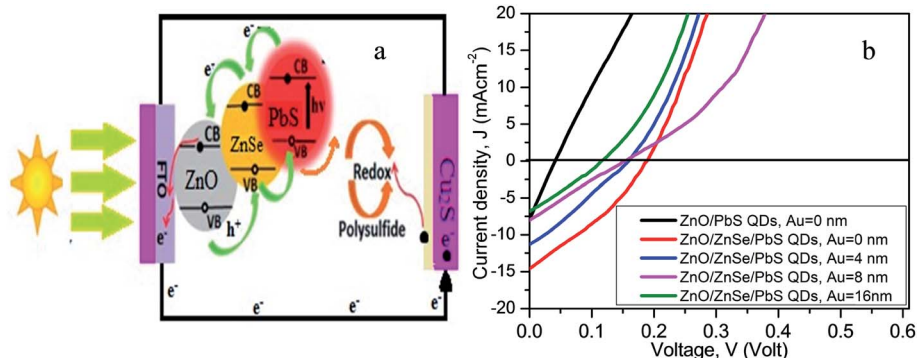 a
e-
e-
CB
PbS
hν
VB
CB
ZnSe
VB
CB
ZnO
VB
h+
FTO
e-
Redox
Polysulfide
Cu2S
e-
e-
e-
e-
e-
b
Current density, J (mAcm-2)
20
15
10
5
0
-5
-10
-15
-20
ZnO/PbS QDs, Au=0 nm
ZnO/ZnSe/PbS QDs, Au=0 nm
ZnO/ZnSe/PbS QDs, Au=4 nm
ZnO/ZnSe/PbS QDs, Au=8 nm
ZnO/ZnSe/PbS QDs, Au=16nm
0.0 0.1 0.2 0.3 0.4 0.5 0.6
Voltage, V (Volt)